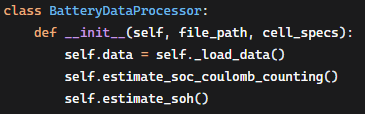 class BatteryDataProcessor:
    def __init__(self, file_path, cell_specs):
        self.data = self._load_data()
        self.estimate_soc_coulomb_counting()
        self.estimate_soh()